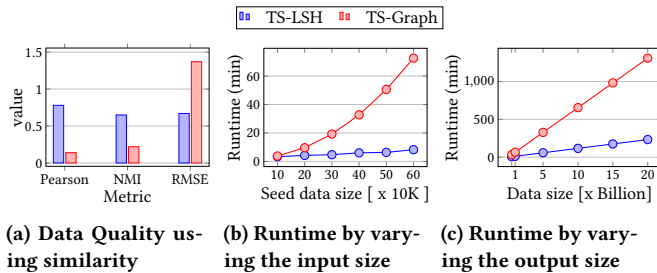 TS-LSH TS-Graph
value
1.5
1
0.5
0
Pearson NMI RMSE
Metric
Runtime (min)
60
40
20
0
10 20 30 40 50 60
Seed data size [ x 10K ]
Runtime (min)
1,000
500
0
1 5 10 15 20
Data size [x Billion]
(a) Data Quality us-
ing similarity
(b) Runtime by vary-
ing the input size
(c) Runtime by vary-
ing the output size